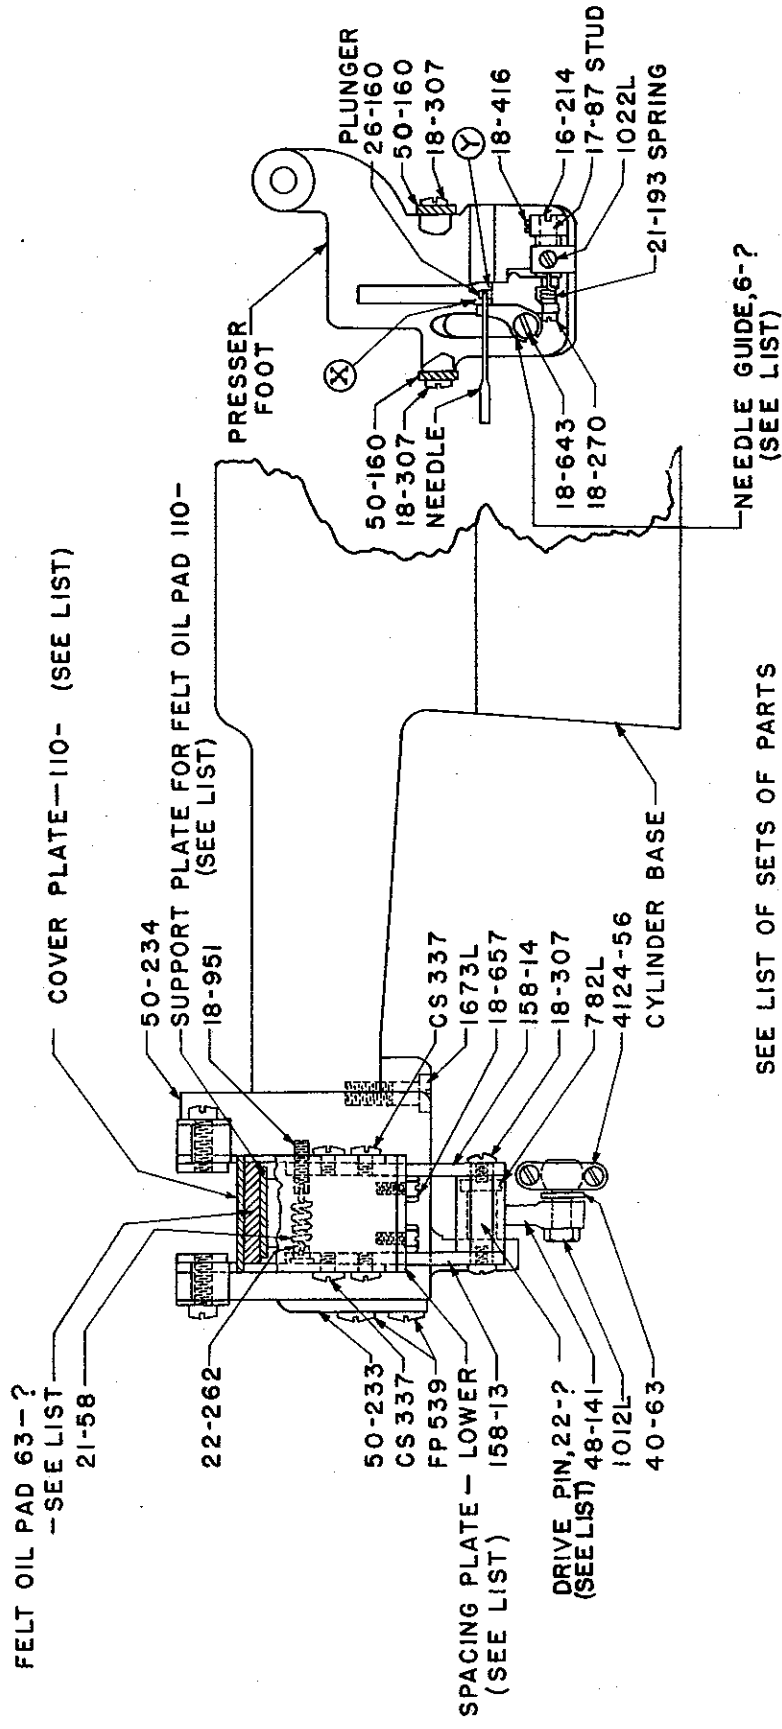 FELT OIL PAD 63-?
-SEE LIST
21-58
22-262
50-233
CS 337
FP 539
SPACING PLATE - LOWER
(SEE LIST)
158-13
DRIVE PIN, 22-?
(SEE LIST)
48-141
1012L
40-63
COVER PLATE-110- (SEE LIST)
50-234
SUPPORT PLATE FOR FELT OIL PAD 110-
(SEE LIST)
18-951
CS 337
1673L
18-657
158-14
18-307
782L
4124-56
CYLINDER BASE
PRESSER
FOOT
X
50-160
18-307
NEEDLE
18-643
18-270
NEEDLE GUIDE, 6-?
(SEE LIST)
PLUNGER
26-160
50-160
18-307
Y
18-416
16-214
17-87 STUD
1022L
21-193 SPRING
SEE LIST OF SETS OF PARTS